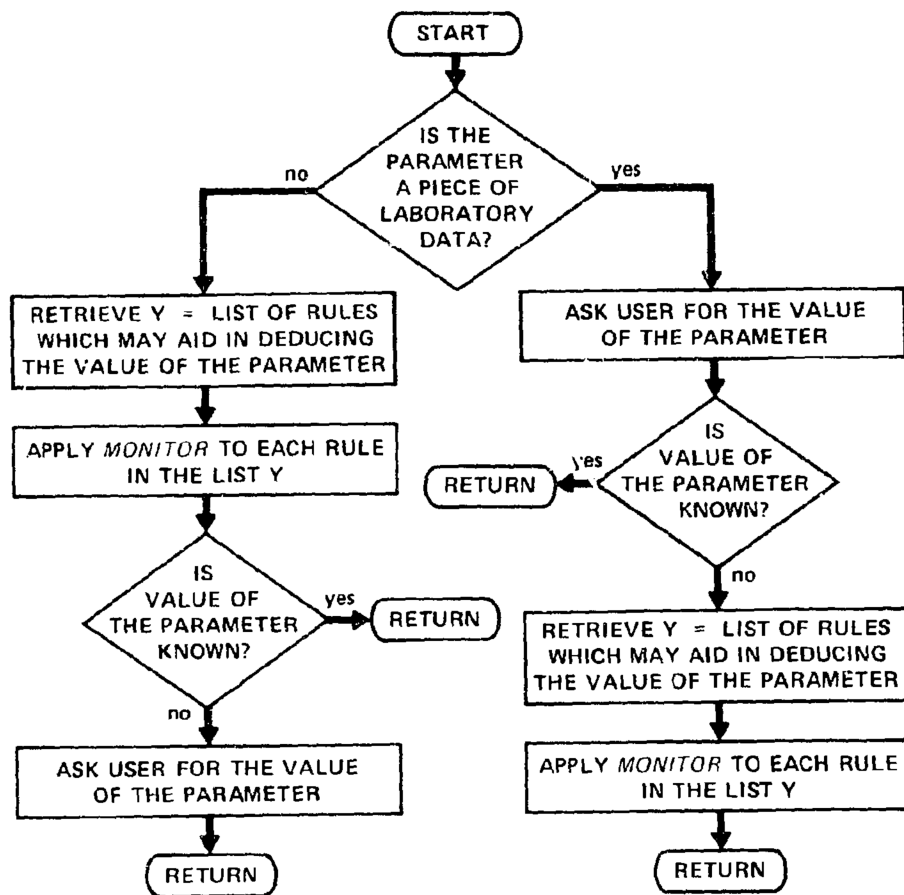 START
IS THE
PARAMETER
A PIECE OF
LABORATORY
DATA?
no
yes
RETRIEVE Y = LIST OF RULES
WHICH MAY AID IN DEDUCING
THE VALUE OF THE PARAMETER
APPLY MONITOR TO EACH RULE
IN THE LIST Y
IS
VALUE OF
THE PARAMETER
KNOWN?
yes
RETURN
no
ASK USER FOR THE VALUE
OF THE PARAMETER
RETURN
ASK USER FOR THE VALUE
OF THE PARAMETER
IS
VALUE OF
THE PARAMETER
KNOWN?
yes
RETURN
no
RETRIEVE Y = LIST OF RULES
WHICH MAY AID IN DEDUCING
THE VALUE OF THE PARAMETER
APPLY MONITOR TO EACH RULE
IN THE LIST Y
RETURN